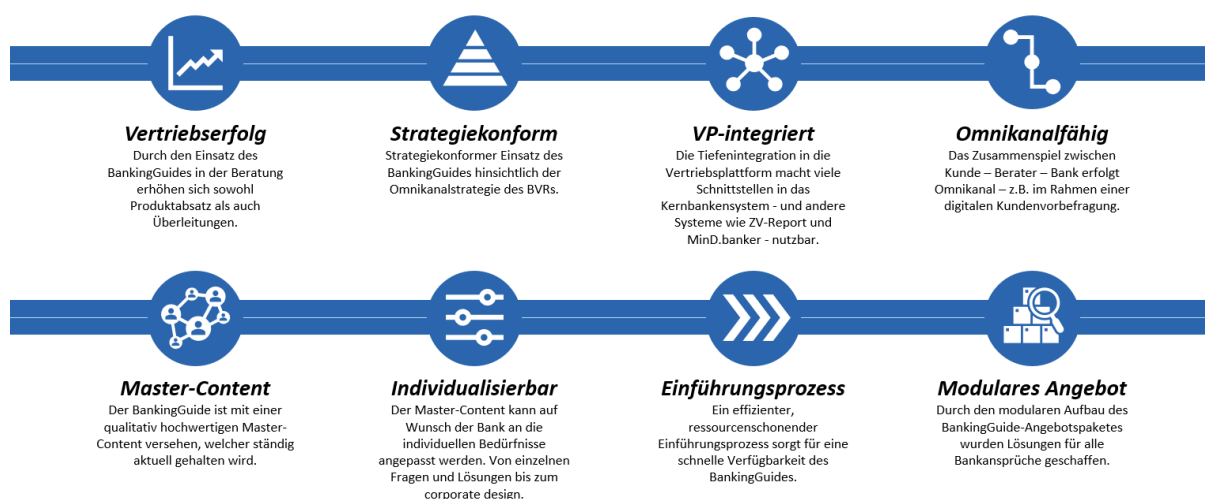 Vertriebserfolg
Durch den Einsatz des
BankingGuides in der Beratung
erhöhen sich sowohl
Produktabsatz als auch
Überleitungen.
Strategiekonform
Strategiekonformer Einsatz des
BankingGuides hinsichtlich der
Omnikanalstrategie des BVRs.
VP-integriert
Die Tiefenintegration in die
Vertriebsplattform macht viele
Schnittstellen in das
Kernbankensystem - und andere
Systeme wie ZV-Report und
MinD.banker - nutzbar.
Omnikanalfähig
Das Zusammenspiel zwischen
Kunde – Berater – Bank erfolgt
Omnikanal – z.B. im Rahmen einer
digitalen Kundenvorbefragung.
Master-Content
Der BankingGuide ist mit einer
qualitativ hochwertigen Master-
Content versehen, welcher ständig
aktuell gehalten wird.
Individualisierbar
Der Master-Content kann auf
Wunsch der Bank an die
individuellen Bedürfnisse
angepasst werden. Von einzelnen
Fragen und Lösungen bis zum
corporate design.
Einführungsprozess
Ein effizienter,
ressourcenschonender
Einführungsprozess sorgt für eine
schnelle Verfügbarkeit des
BankingGuides.
Modulares Angebot
Durch den modularen Aufbau des
BankingGuide-Angebotspaketes
wurden Lösungen für alle
Bankansprüche geschaffen.